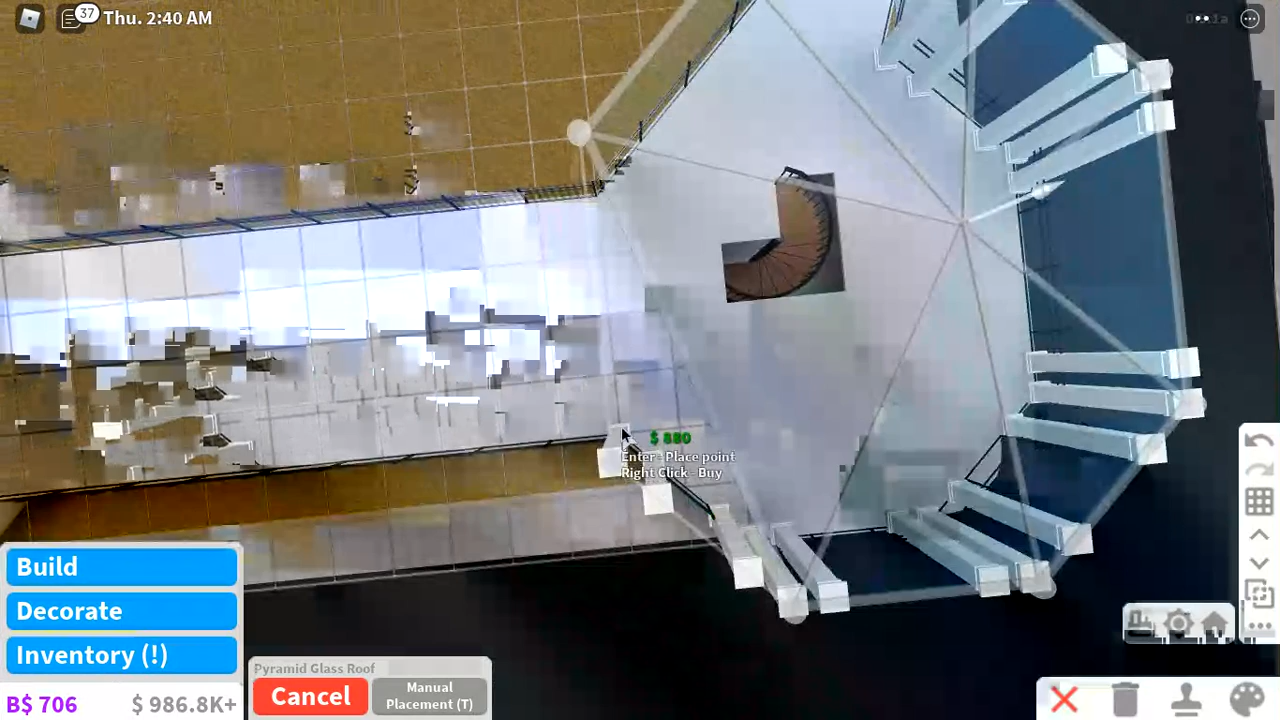 37
Thu. 2:40 AM
$ 880
Enter - Place point
Right Click - Buy
Build
Decorate
Inventory (!)
B$ 706
$ 986.8K+
Pyramid Glass Roof
Cancel
Manual
Placement (T)